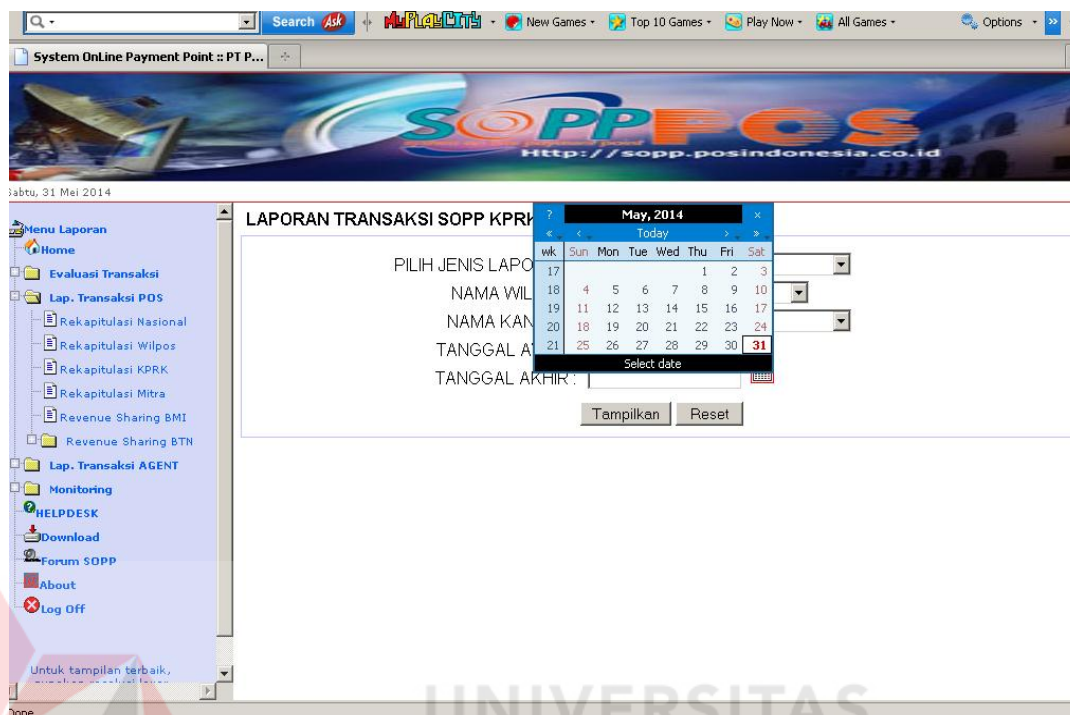 Search Ask MyPlayCity New Games Top 10 Games Play Now All Games Options »
System OnLine Payment Point :: PT P...
SOPPPOS
Http://sopp.posindonesia.co.id
Sabtu, 31 Mei 2014
Menu Laporan
Home
Evaluasi Transaksi
Lap. Transaksi POS
Rekapitulasi Nasional
Rekapitulasi Wilpos
Rekapitulasi KPRK
Rekapitulasi Mitra
Revenue Sharing BMI
Revenue Sharing BTN
Lap. Transaksi AGENT
Monitoring
HELPDESK
Download
Forum SOPP
About
Log Off
Untuk tampilan terbaik,
LAPORAN TRANSAKSI SOPP KPRK
PILIH JENIS LAPO
NAMA WIL
NAMA KAN
TANGGAL A
TANGGAL AKHIR :
Tampilkan Reset
? May, 2014 ×
« ‹ Today › »
wk Sun Mon Tue Wed Thu Fri Sat
17 1 2 3
18 4 5 6 7 8 9 10
19 11 12 13 14 15 16 17
20 18 19 20 21 22 23 24
21 25 26 27 28 29 30 31
Select date
UNIVERSITAS
Done